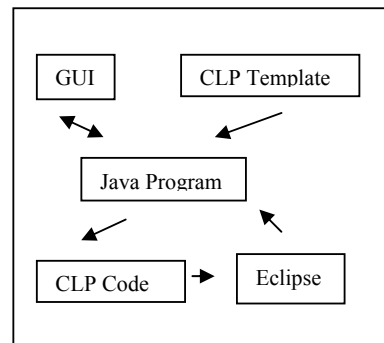 GUI
CLP Template
Java Program
CLP Code
Eclipse